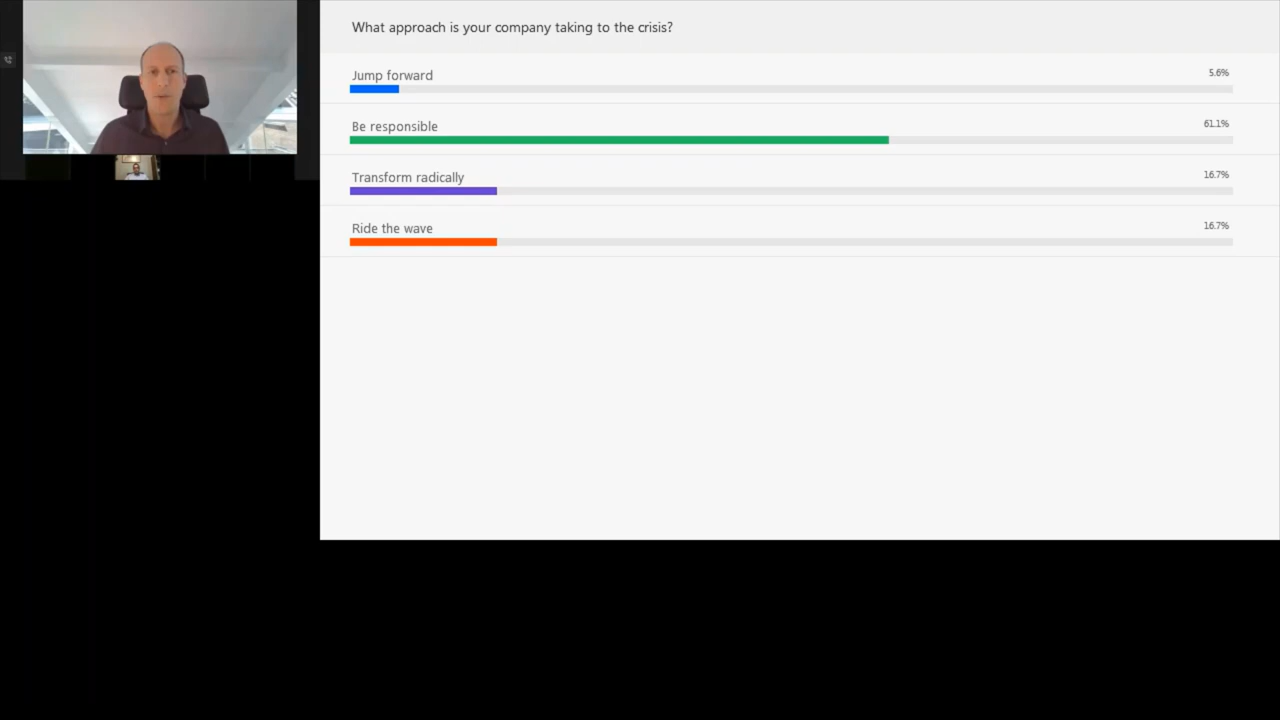 What approach is your company taking to the crisis?
Jump forward
5.6%
Be responsible
61.1%
Transform radically
16.7%
Ride the wave
16.7%